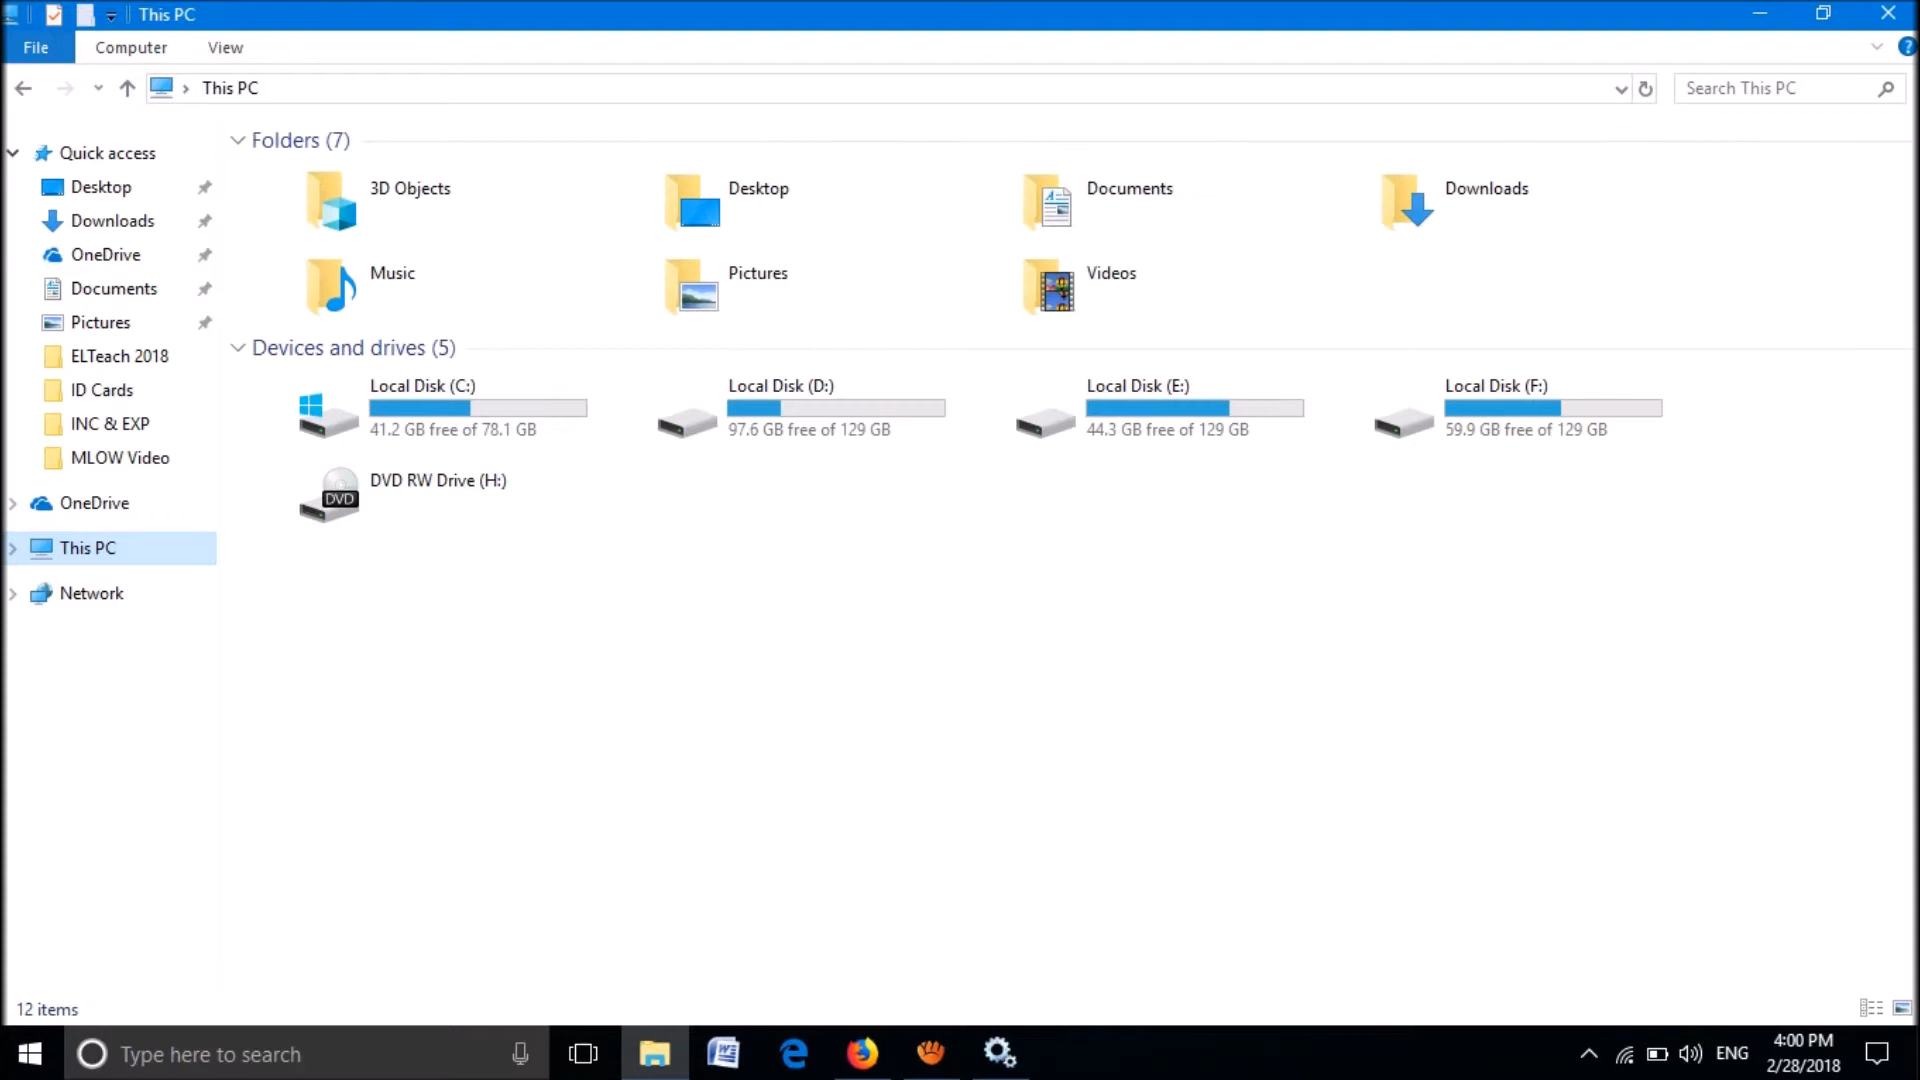 This PC
File Computer View
This PC
Search This PC
Quick access
Desktop
Downloads
OneDrive
Documents
Pictures
ELTeach 2018
ID Cards
INC & EXP
MLOW Video
OneDrive
This PC
Network
Folders (7)
3D Objects
Desktop
Documents
Downloads
Music
Pictures
Videos
Devices and drives (5)
Local Disk (C:)
41.2 GB free of 78.1 GB
Local Disk (D:)
97.6 GB free of 129 GB
Local Disk (E:)
44.3 GB free of 129 GB
Local Disk (F:)
59.9 GB free of 129 GB
DVD
DVD RW Drive (H:)
12 items
Type here to search
ENG
4:00 PM
2/28/2018